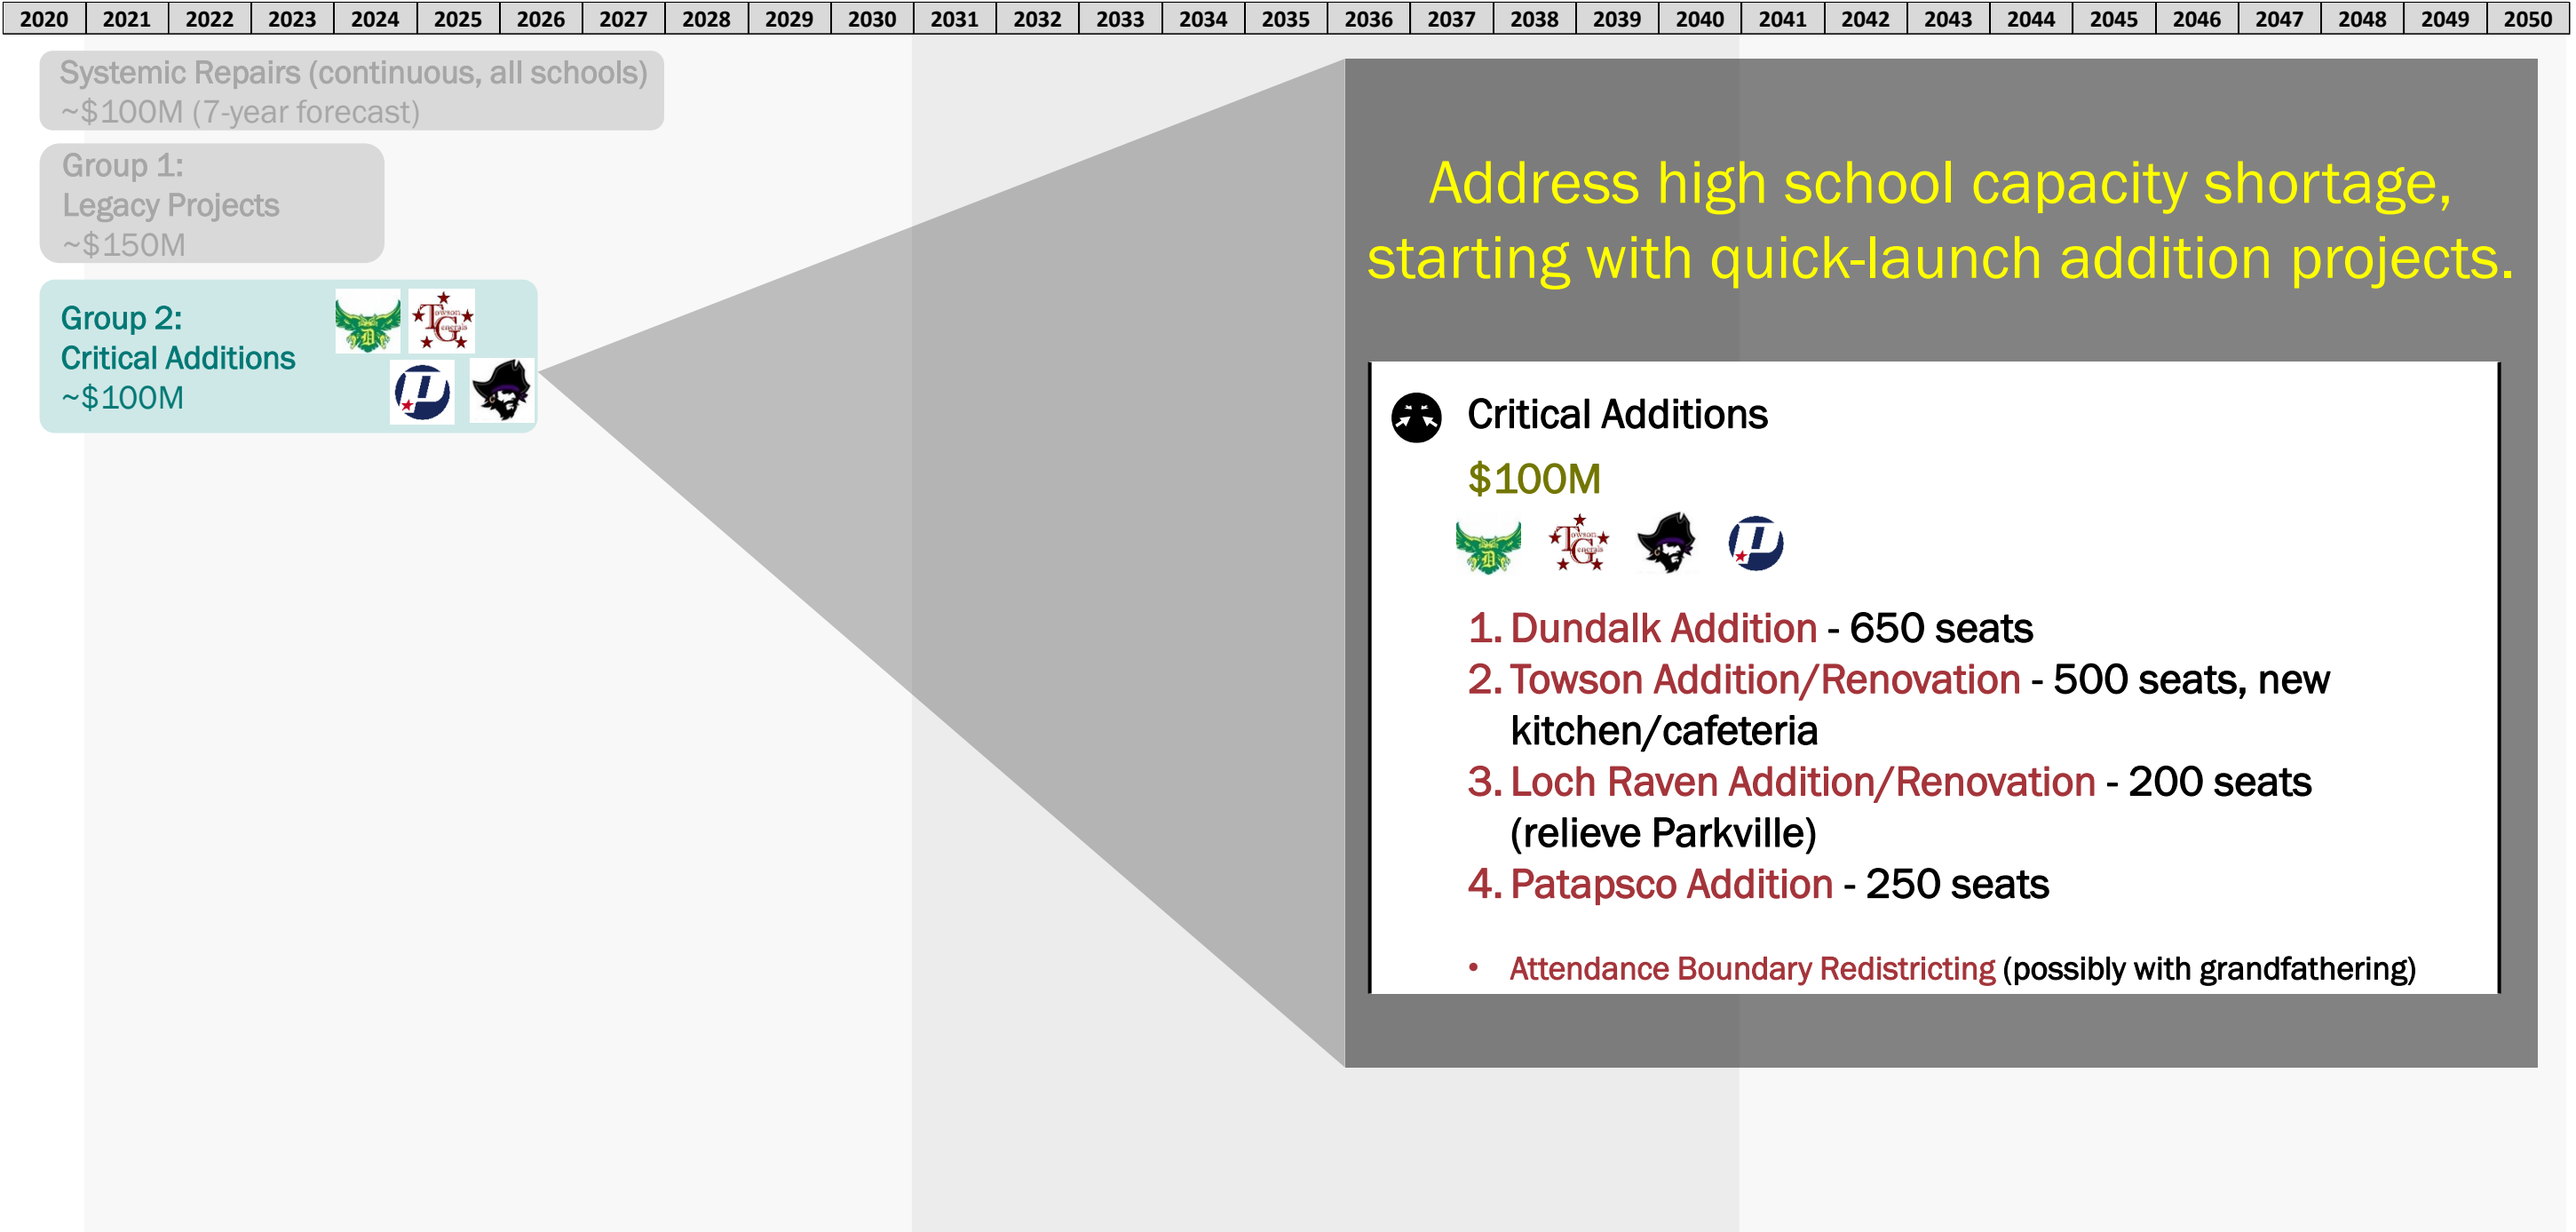 2020 2021 2022 2023 2024 2025 2026 2027 2028 2029 2030 2031 2032 2033 2034 2035 2036 2037 2038 2039 2040 2041 2042 2043 2044 2045 2046 2047 2048 2049 2050
Systemic Repairs (continuous, all schools)
~$100M (7-year forecast)
Group 1:
Legacy Projects
~$150M
Group 2:
Critical Additions
~$100M
D
Towson
Generals
P
Address high school capacity shortage,
starting with quick-launch addition projects.
Critical Additions
$100M
D
Towson
Generals
P
1. Dundalk Addition - 650 seats
2. Towson Addition/Renovation - 500 seats, new
kitchen/cafeteria
3. Loch Raven Addition/Renovation - 200 seats
(relieve Parkville)
4. Patapsco Addition - 250 seats
• Attendance Boundary Redistricting (possibly with grandfathering)